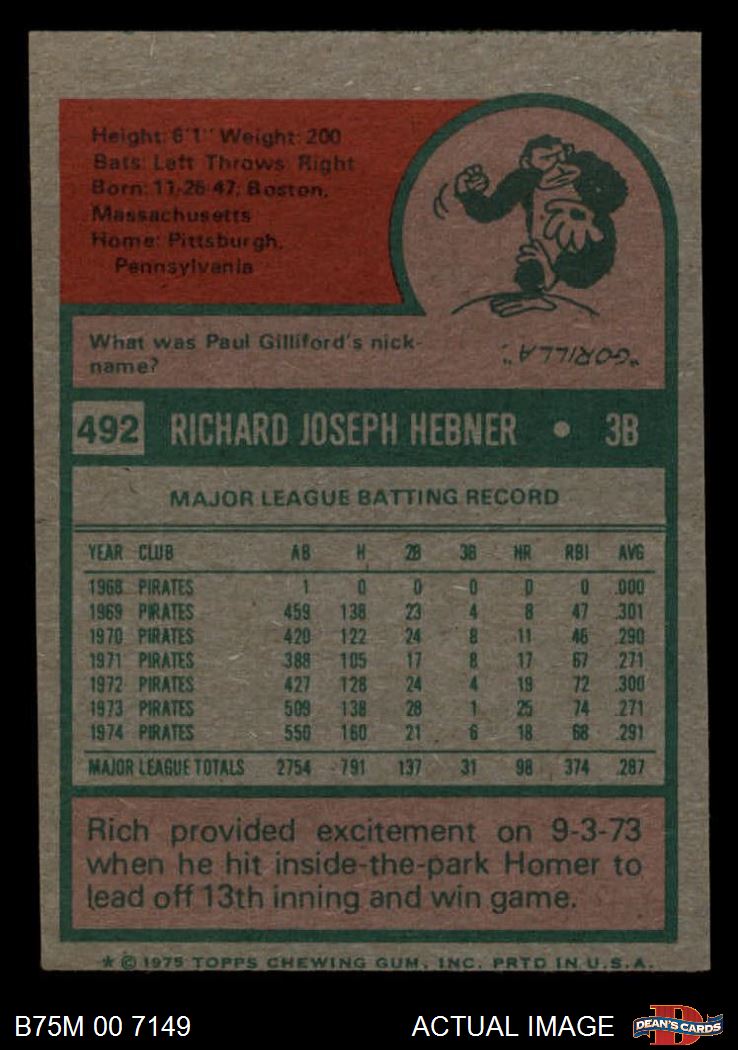 Height: 6'1" Weight: 200
Bats: Left Throws Right
Born: 11-26-47, Boston,
Massachusetts
Home: Pittsburgh,
Pennsylvania
What was Paul Gilliford's nick-
name?
"GORILLA".
492 RICHARD JOSEPH HEBNER • 3B
MAJOR LEAGUE BATTING RECORD
YEAR CLUB AB H 2B 3B HR RBI AVG
1968 PIRATES 1 0 0 0 0 0 .000
1969 PIRATES 459 138 23 4 8 47 .301
1970 PIRATES 420 122 24 8 11 46 .290
1971 PIRATES 388 105 17 8 17 67 .271
1972 PIRATES 427 128 24 4 19 72 .300
1973 PIRATES 509 138 28 1 25 74 .271
1974 PIRATES 550 160 21 6 18 68 .291
MAJOR LEAGUE TOTALS 2754 791 137 31 98 374 .287
Rich provided excitement on 9-3-73
when he hit inside-the-park Homer to
lead off 13th inning and win game.
* © 1975 TOPPS CHEWING GUM, INC. PRTD IN U.S.A.
B75M 00 7149 ACTUAL IMAGE
D
DEAN'S CARDS